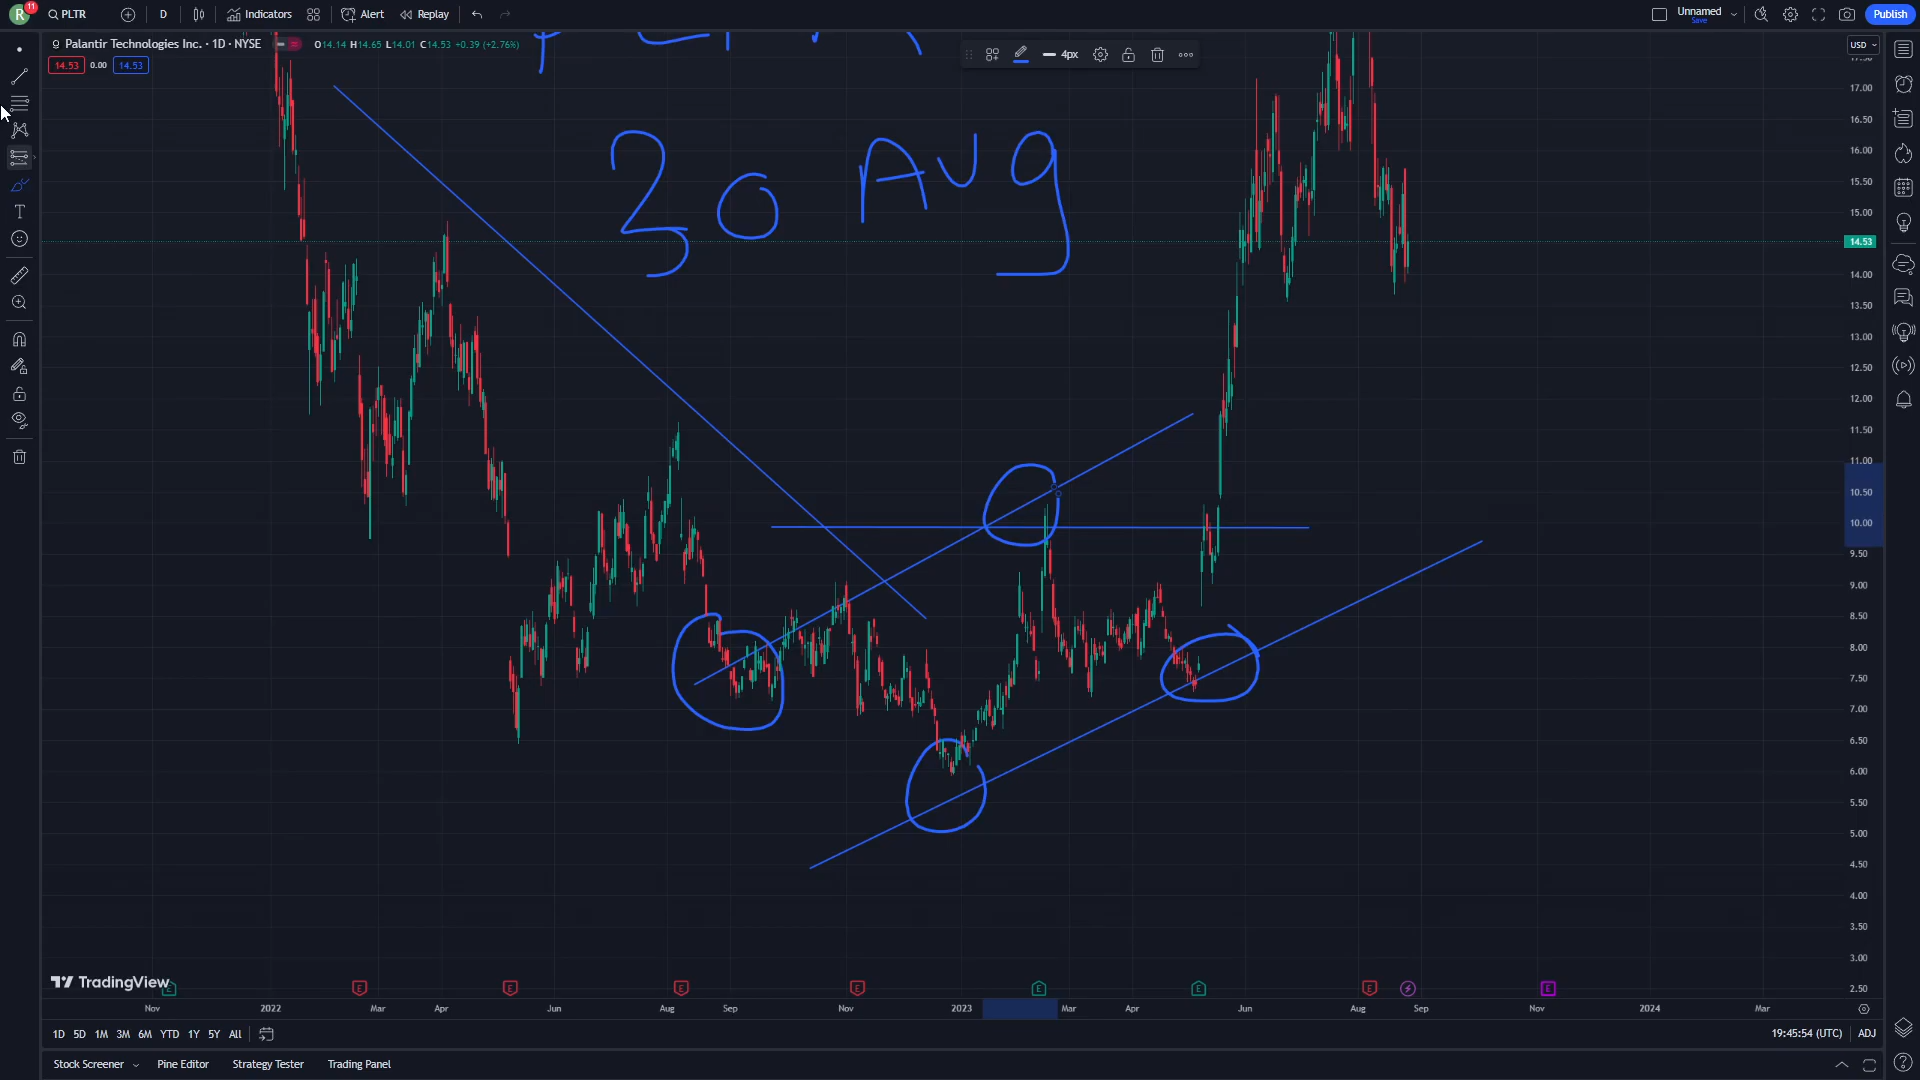 R 11 PLTR D Indicators Alert Replay Unnamed Save Publish
Palantir Technologies Inc. · 1D · NYSE O14.14 H14.65 L14.01 C14.53 +0.39 (+2.76%)
14.53 0.00 14.53
4px
USD
30 Aug
17.00
16.50
16.00
15.50
15.00
14.53
14.00
13.50
13.00
12.50
12.00
11.50
11.00
10.50
10.00
9.50
9.00
8.50
8.00
7.50
7.00
6.50
6.00
5.50
5.00
4.50
4.00
3.50
3.00
2.50
TradingView
E E E E E E E E E
Nov 2022 Mar Apr Jun Aug Sep Nov 2023 Mar Apr Jun Aug Sep Nov 2024 Mar
1D 5D 1M 3M 6M YTD 1Y 5Y All 19:45:54 (UTC) ADJ
Stock Screener Pine Editor Strategy Tester Trading Panel